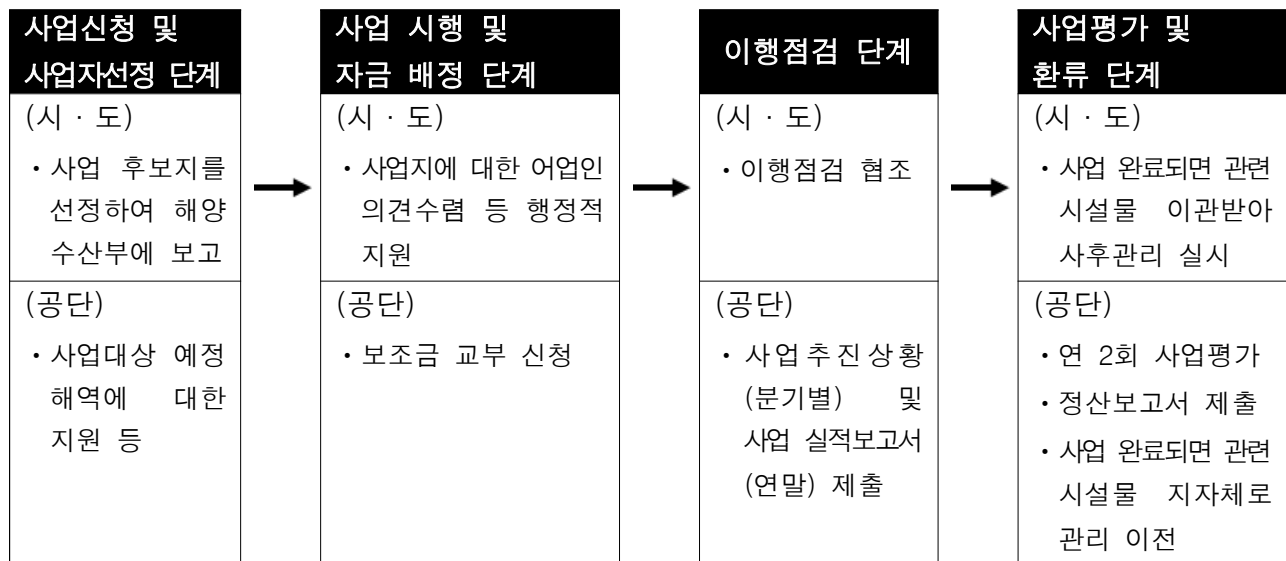 사업신청 및
사업자선정 단계
(시 · 도)
· 사업 후보지를
선정하여 해양
수산부에 보고
(공단)
· 사업대상 예정
해역에 대한
지원 등
사업 시행 및
자금 배정 단계
(시 · 도)
· 사업지에 대한 어업인
의견수렴 등 행정적
지원
(공단)
· 보조금 교부 신청
이행점검 단계
(시 · 도)
· 이행점검 협조
(공단)
· 사업추진상황
(분기별) 및
사업 실적보고서
(연말) 제출
사업평가 및
환류 단계
(시 · 도)
· 사업 완료되면 관련
시설물 이관받아
사후관리 실시
(공단)
· 연 2회 사업평가
· 정산보고서 제출
· 사업 완료되면 관련
시설물 지자체로
관리 이전